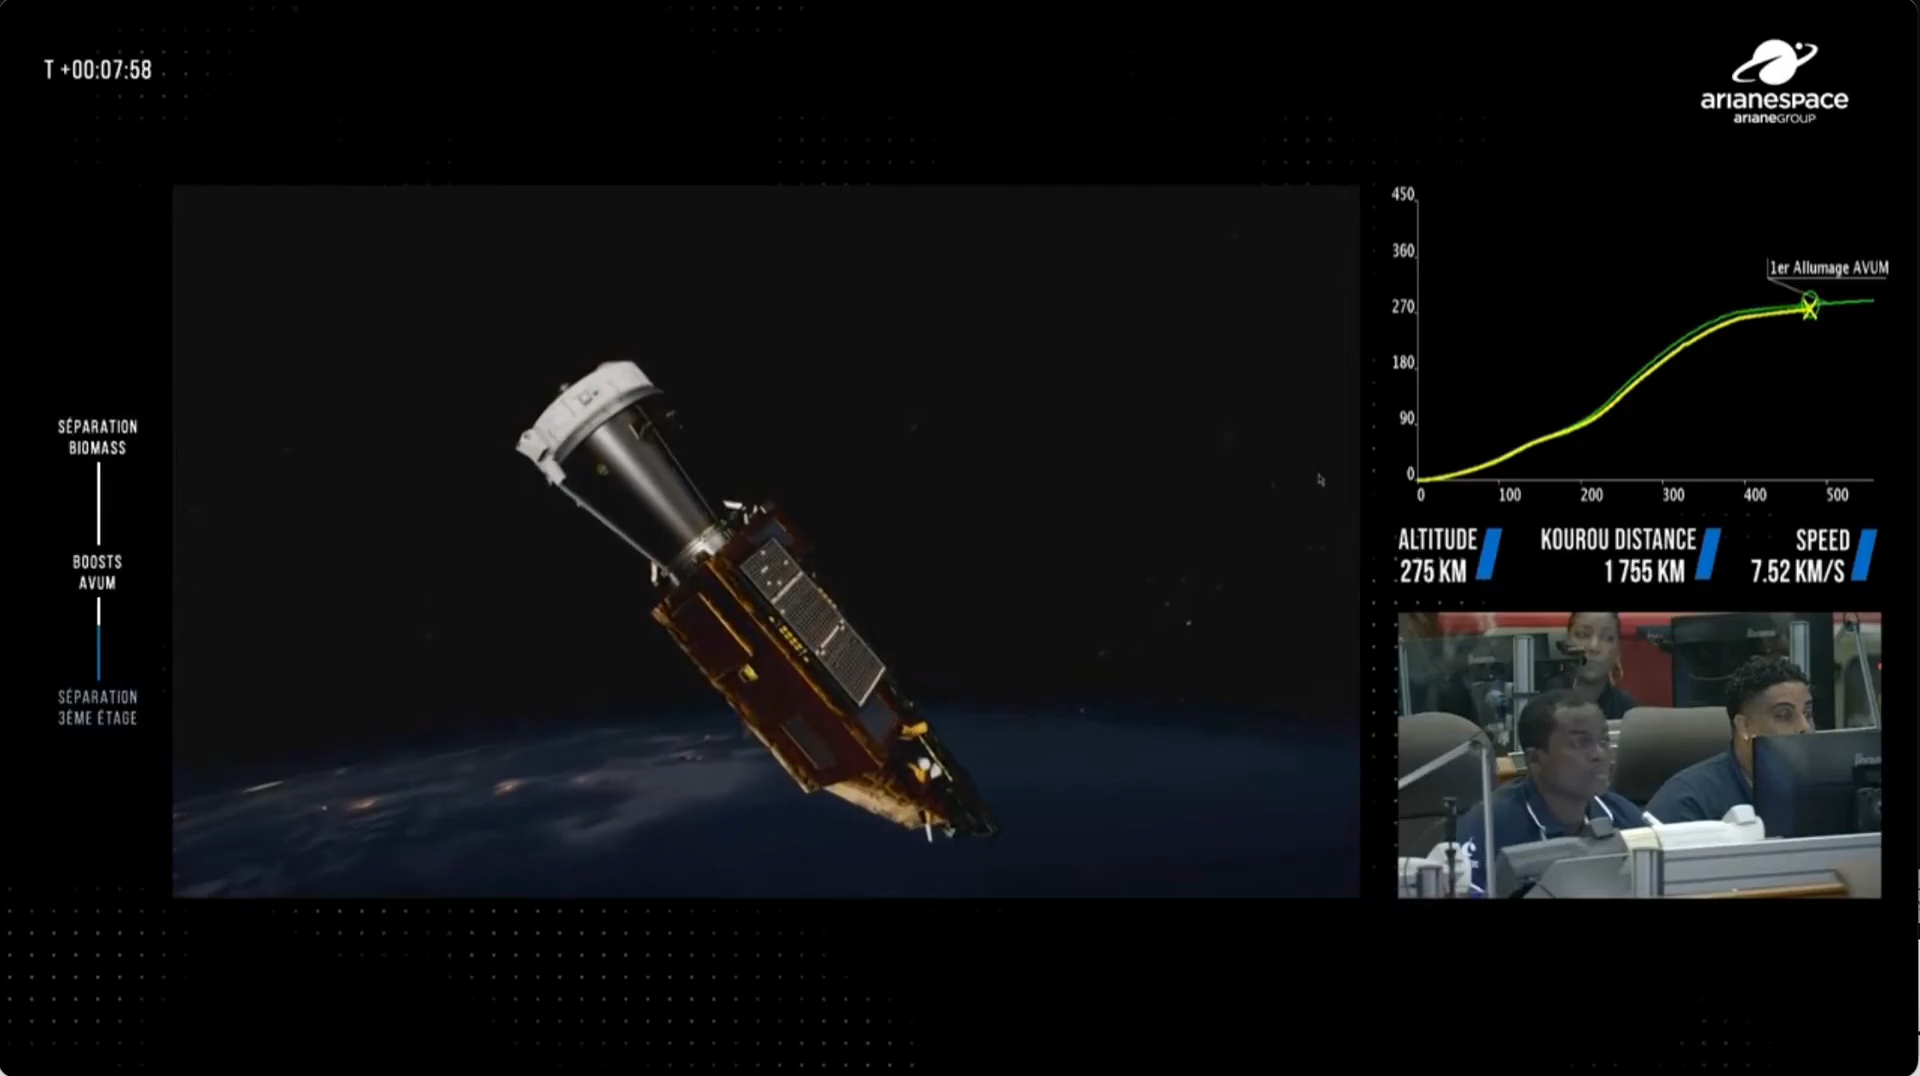 T +00:07:58
arianespace
arianeGROUP
450
360
270
180
90
0
1er Allumage AVUM
0 100 200 300 400 500
ALTITUDE
275 KM
KOUROU DISTANCE
1 755 KM
SPEED
7.52 KM/S
SÉPARATION
BIOMASS
BOOSTS
AVUM
SÉPARATION
3ÈME ÉTAGE